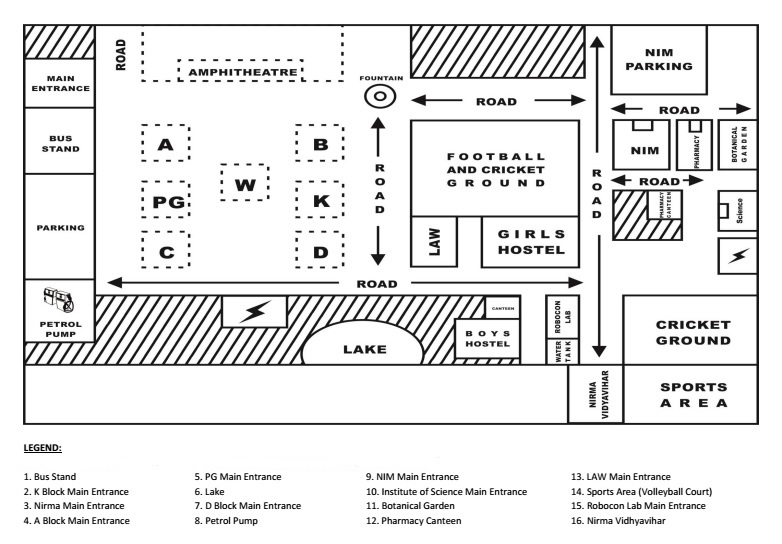 ROAD
AMPHITHEATRE
FOUNTAIN
MAIN
ENTRANCE
BUS
STAND
PARKING
PETROL
PUMP
A
B
W
PG
K
C
D
ROAD
ROAD
ROAD
FOOTBALL
AND CRICKET
GROUND
LAW
GIRLS
HOSTEL
ROAD
NIM
PARKING
ROAD
NIM
PHARMACY
BOTANICAL
GARDEN
ROAD
PHARMACY
CANTEEN
Science
CANTEEN
BOYS
HOSTEL
LAKE
ROBOCON
LAB
WATER
TANK
CRICKET
GROUND
NIRMA
VIDYAVIHAR
SPORTS
AREA
LEGEND:
1. Bus Stand
2. K Block Main Entrance
3. Nirma Main Entrance
4. A Block Main Entrance
5. PG Main Entrance
6. Lake
7. D Block Main Entrance
8. Petrol Pump
9. NIM Main Entrance
10. Institute of Science Main Entrance
11. Botanical Garden
12. Pharmacy Canteen
13. LAW Main Entrance
14. Sports Area (Volleyball Court)
15. Robocon Lab Main Entrance
16. Nirma Vidhyavihar